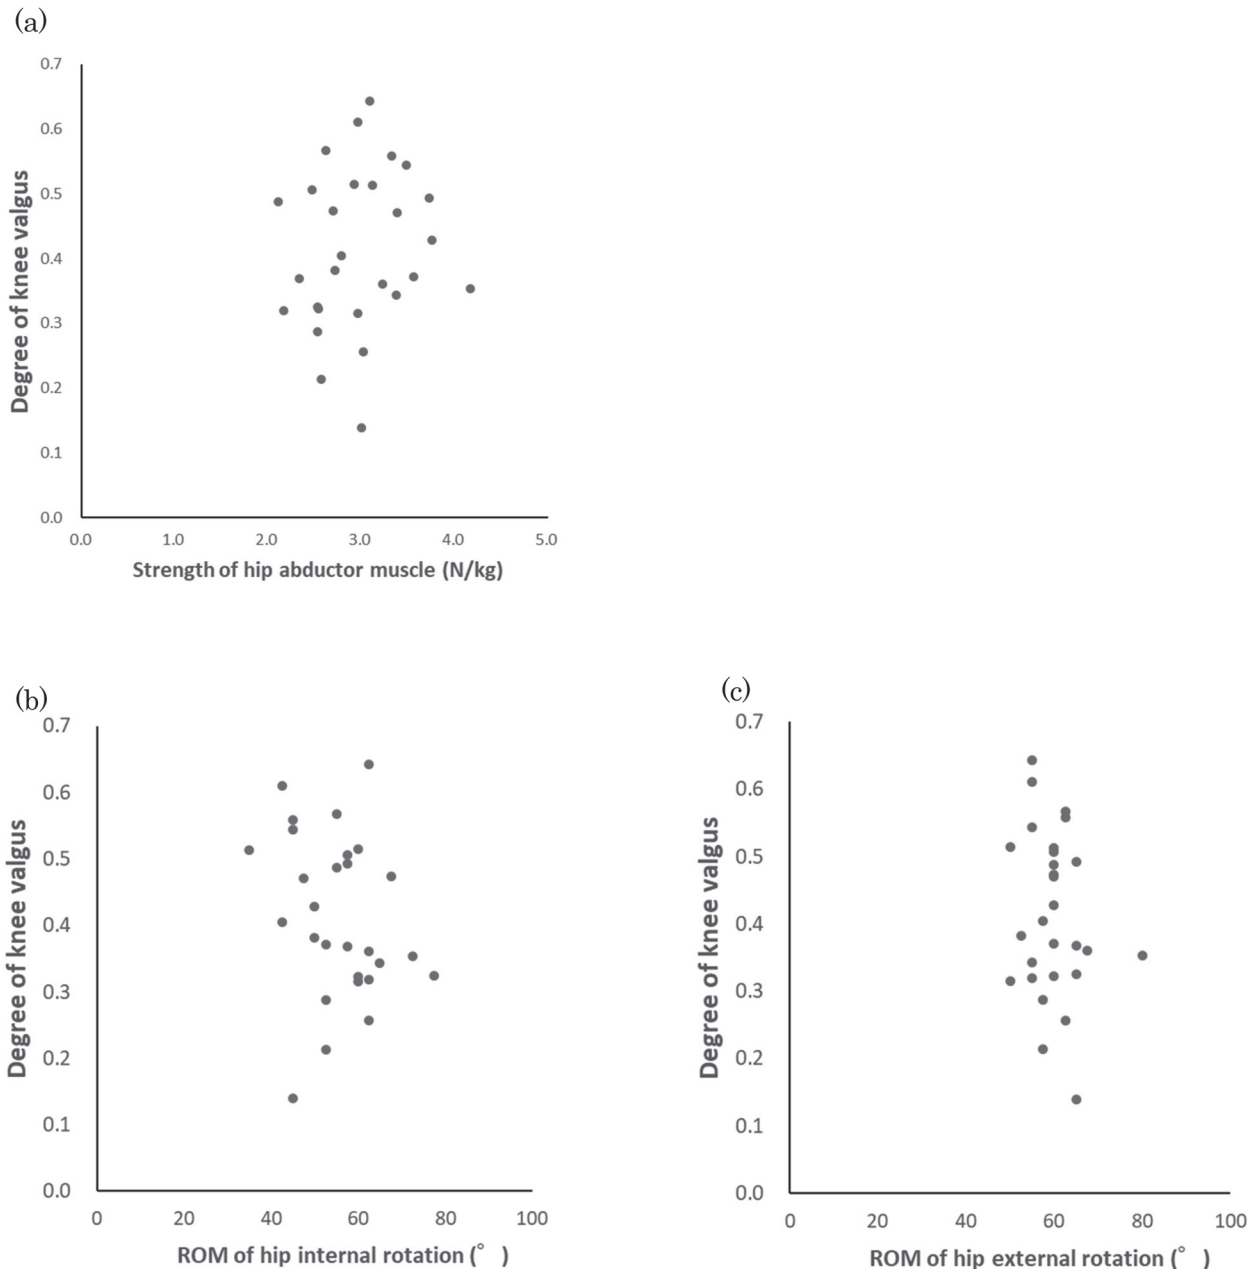 (a)
0.7
0.6
0.5
0.4
0.3
0.2
0.1
0.0
0.0 1.0 2.0 3.0 4.0 5.0
Degree of knee valgus
Strength of hip abductor muscle (N/kg)
(b)
0.7
0.6
0.5
0.4
0.3
0.2
0.1
0.0
0 20 40 60 80 100
Degree of knee valgus
ROM of hip internal rotation (° )
(c)
0.7
0.6
0.5
0.4
0.3
0.2
0.1
0.0
0 20 40 60 80 100
Degree of knee valgus
ROM of hip external rotation (° )